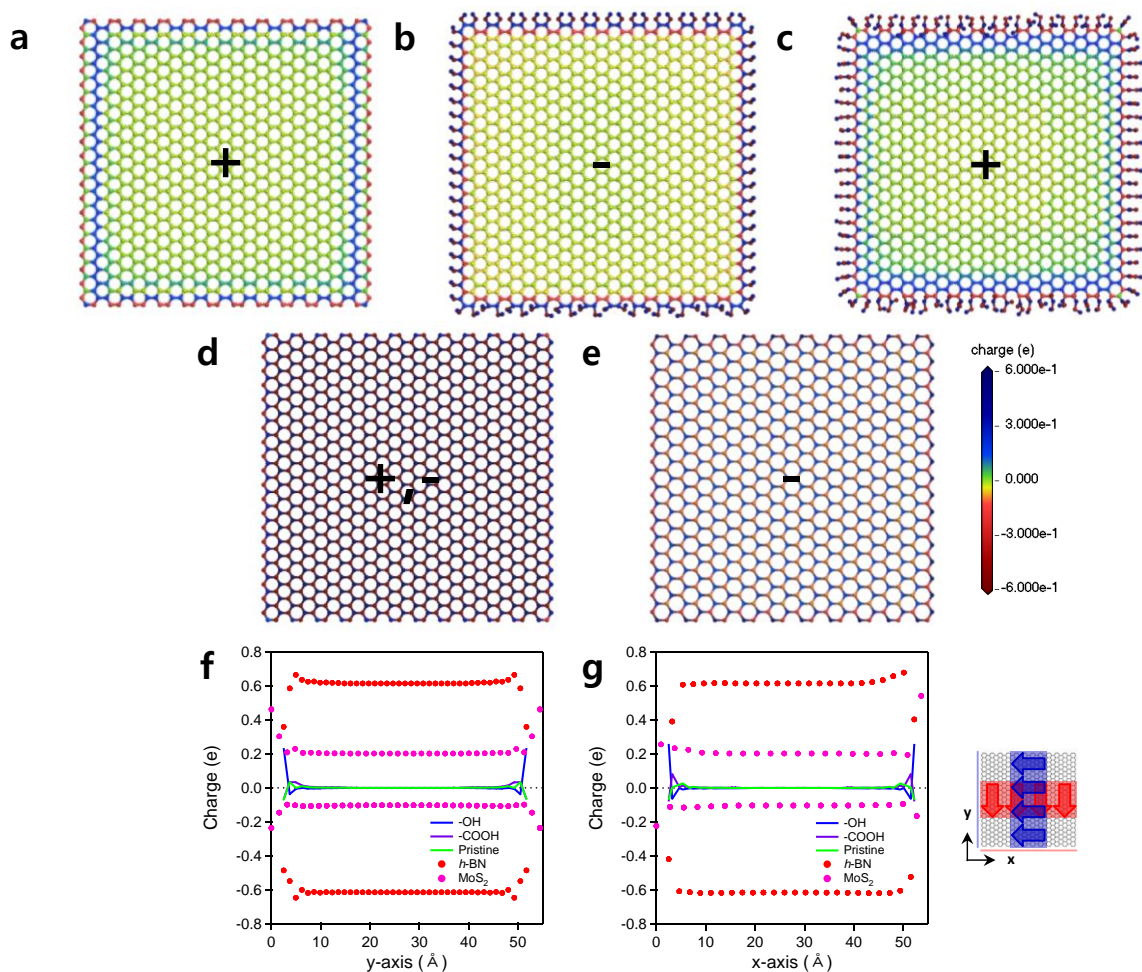 a
b
c
+
-
+
d
e
+,-
-
charge (e)
6.000e-1
3.000e-1
0.000
-3.000e-1
-6.000e-1
f
g
0.8
0.6
0.4
0.2
0.0
-0.2
-0.4
-0.6
-0.8
Charge (e)
-OH
-COOH
Pristine
h-BN
MoS2
0 10 20 30 40 50
y-axis (Å)
0.8
0.6
0.4
0.2
0.0
-0.2
-0.4
-0.6
-0.8
Charge (e)
-OH
-COOH
Pristine
h-BN
MoS2
0 10 20 30 40 50
x-axis (Å)
y
x